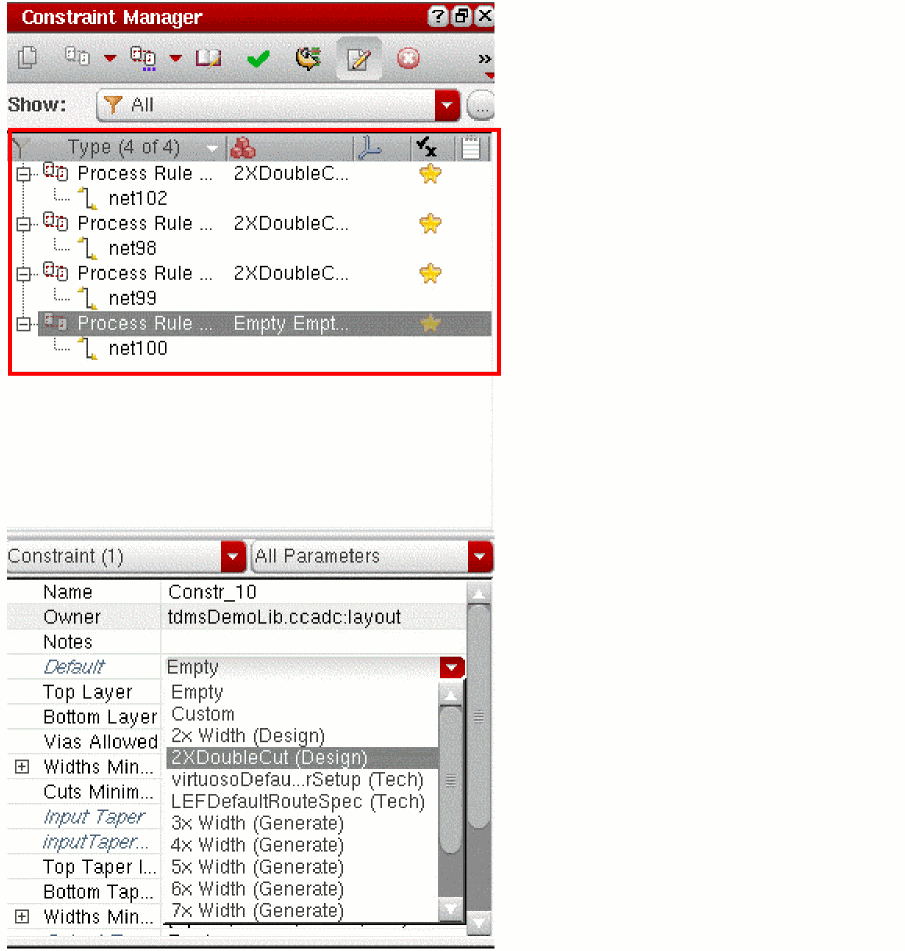 Constraint Manager
Show: All
Type (4 of 4)
Process Rule ... 2XDoubleC...
net102
Process Rule ... 2XDoubleC...
net98
Process Rule ... 2XDoubleC...
net99
Process Rule ... Empty Empt...
net100
Constraint (1) All Parameters
Name Constr_10
Owner tdmsDemoLib.ccadc:layout
Notes
Default Empty
Top Layer Empty
Bottom Layer Custom
Vias Allowed 2x Width (Design)
Widths Min... 2XDoubleCut (Design)
Cuts Minim... virtuosoDefau...rSetup (Tech)
Input Taper LEFDefaultRouteSpec (Tech)
inputTaper... 3x Width (Generate)
4x Width (Generate)
Top Taper l... 5x Width (Generate)
Bottom Tap... 6x Width (Generate)
Widths Min... 7x Width (Generate)